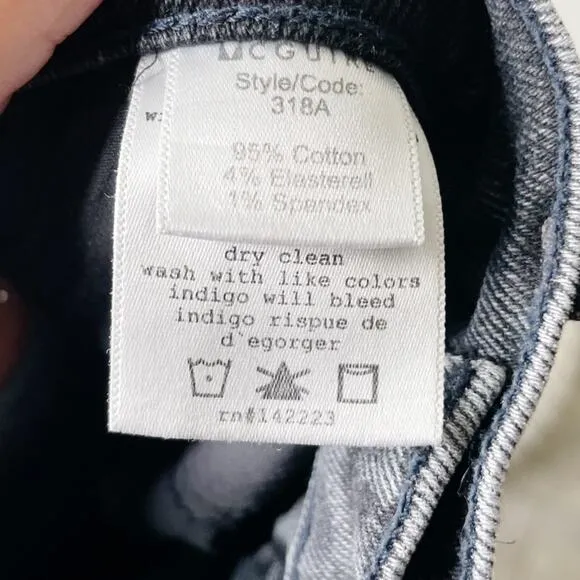 MCGUIRE
Style/Code:
318A
95% Cotton
4% Elasterell
1% Spandex
dry clean
wash with like colors
indigo will bleed
indigo rispue de
d`egorger
rn#142223